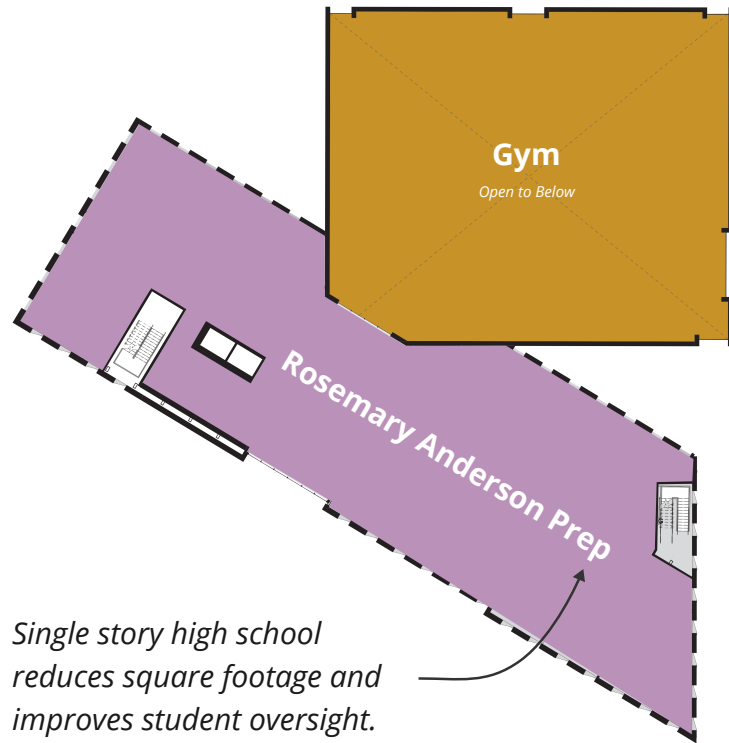 Gym
Open to Below
Rosemary Anderson Prep
Single story high school
reduces square footage and
improves student oversight.